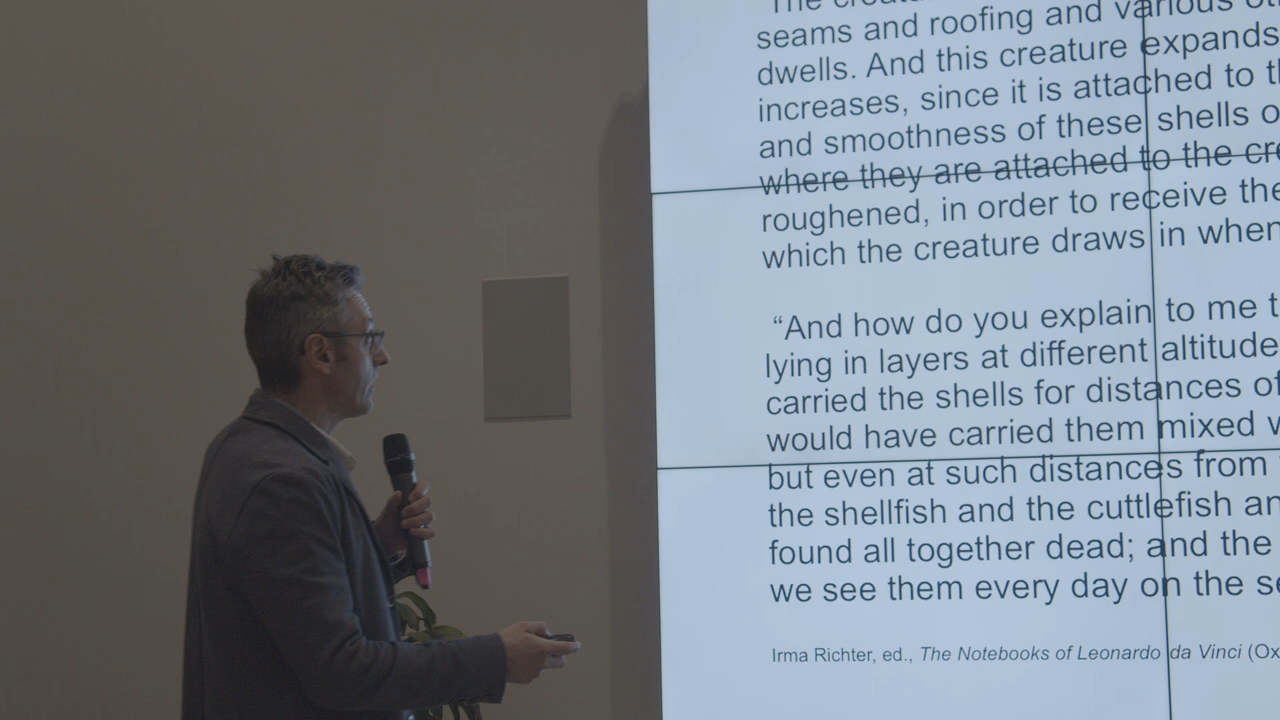 The
seams and roofing and various
dwells. And this creature expands
increases, since it is attached to
and smoothness of these shells
where they are attached to the
roughened, in order to receive the
which the creature draws in when
“And how do you explain to me
lying in layers at different
carried the shells for distances of
would have carried them mixed
but even at such distances from
the shellfish and the cuttlefish
found all together dead; and the
we see them every day on the
Irma Richter, ed., The Notebooks of Leonardo da Vinci